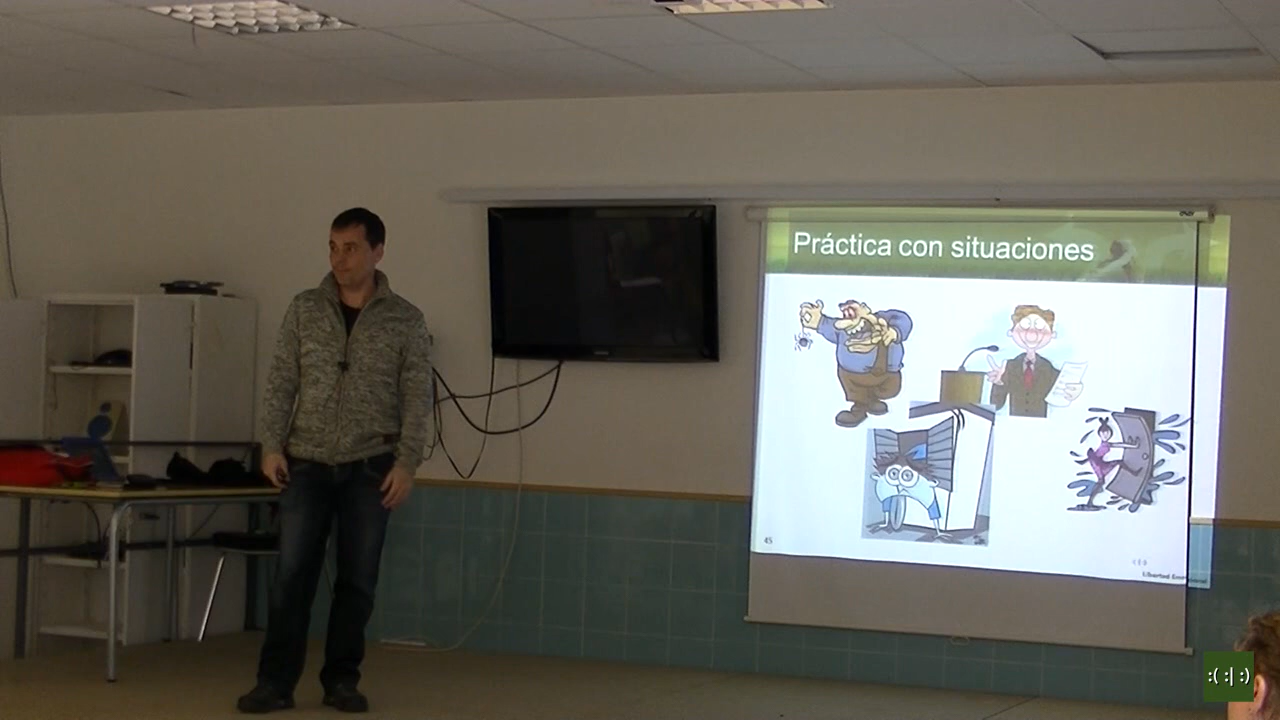 Práctica con situaciones
45
Libertad Emocional
:( :| :)